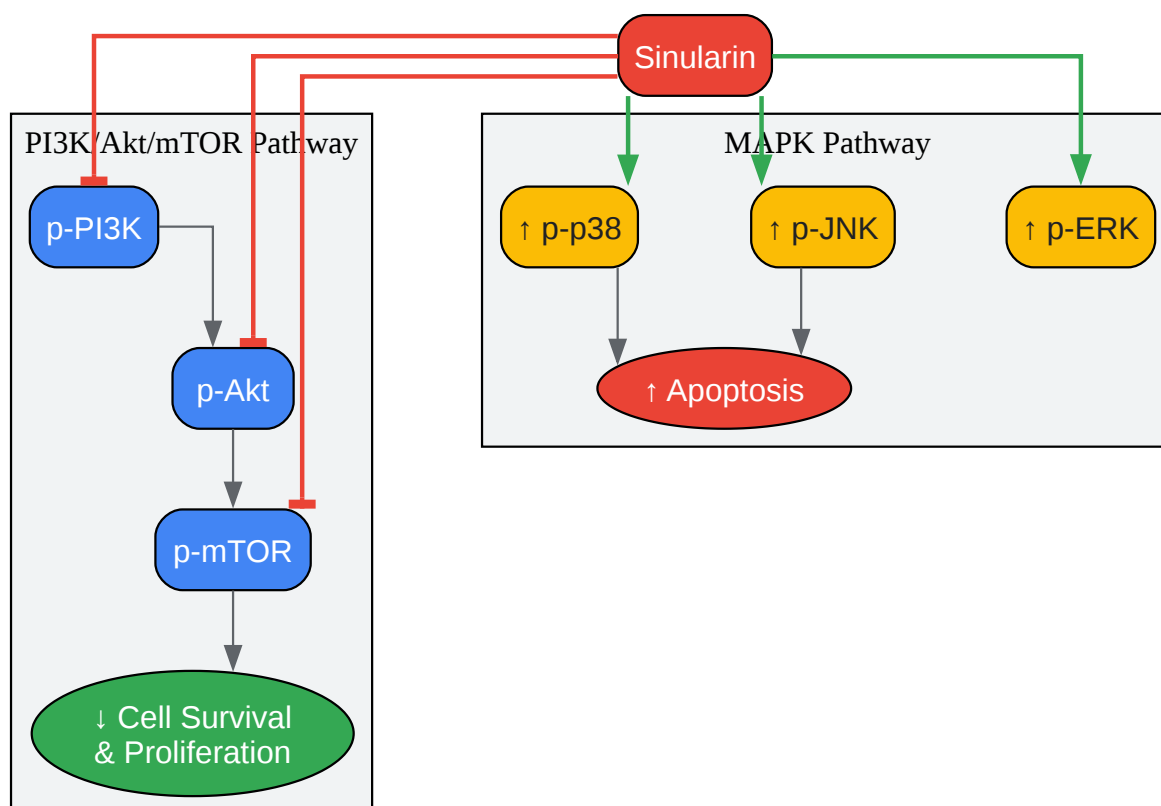 Sinularin
PI3K/Akt/mTOR Pathway
MAPK Pathway
p-PI3K
↑ p-p38
↑ p-JNK
↑ p-ERK
p-Akt
↑ Apoptosis
p-mTOR
↓ Cell Survival
& Proliferation